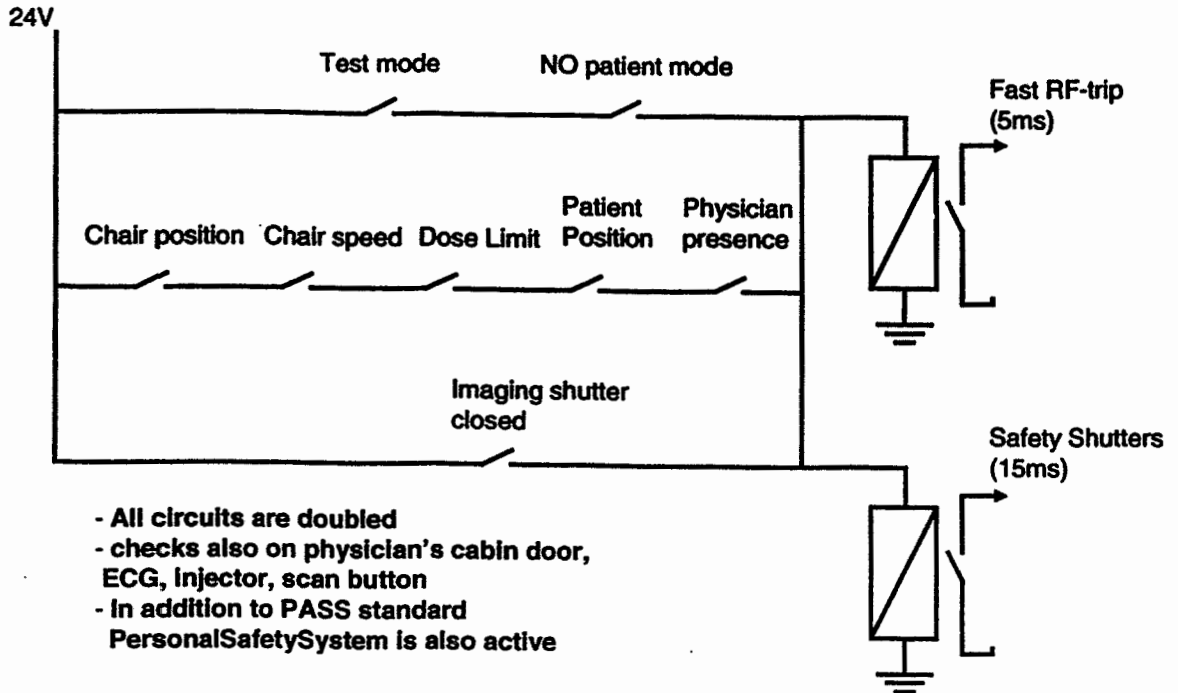 24V
Test mode
NO patient mode
Fast RF-trip
(5ms)
Chair position
Chair speed
Dose Limit
Patient
Position
Physician
presence
Imaging shutter
closed
Safety Shutters
(15ms)
- All circuits are doubled
- checks also on physician's cabin door,
ECG, injector, scan button
- In addition to PASS standard
PersonalSafetySystem is also active